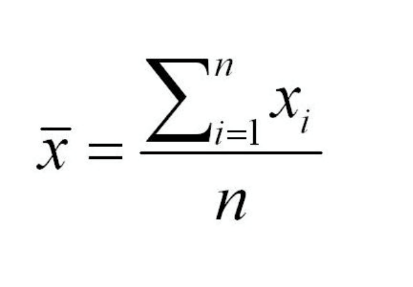 x̄ = ∑ⁿᵢ₌₁ xᵢ / n